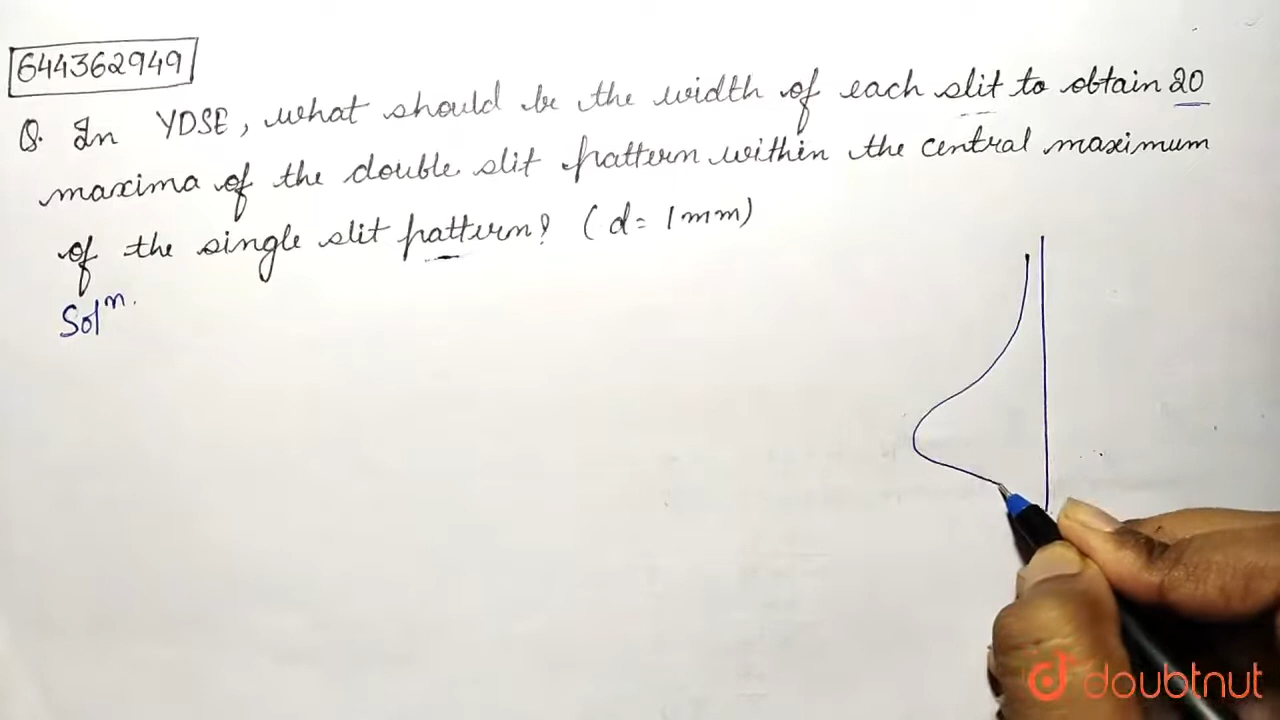 644362949
Q. In YDSE, what should be the width of each slit to obtain 20
maxima of the double slit pattern within the central maximum
of the single slit pattern? (d = 1mm)
Solⁿ.
doubtnut